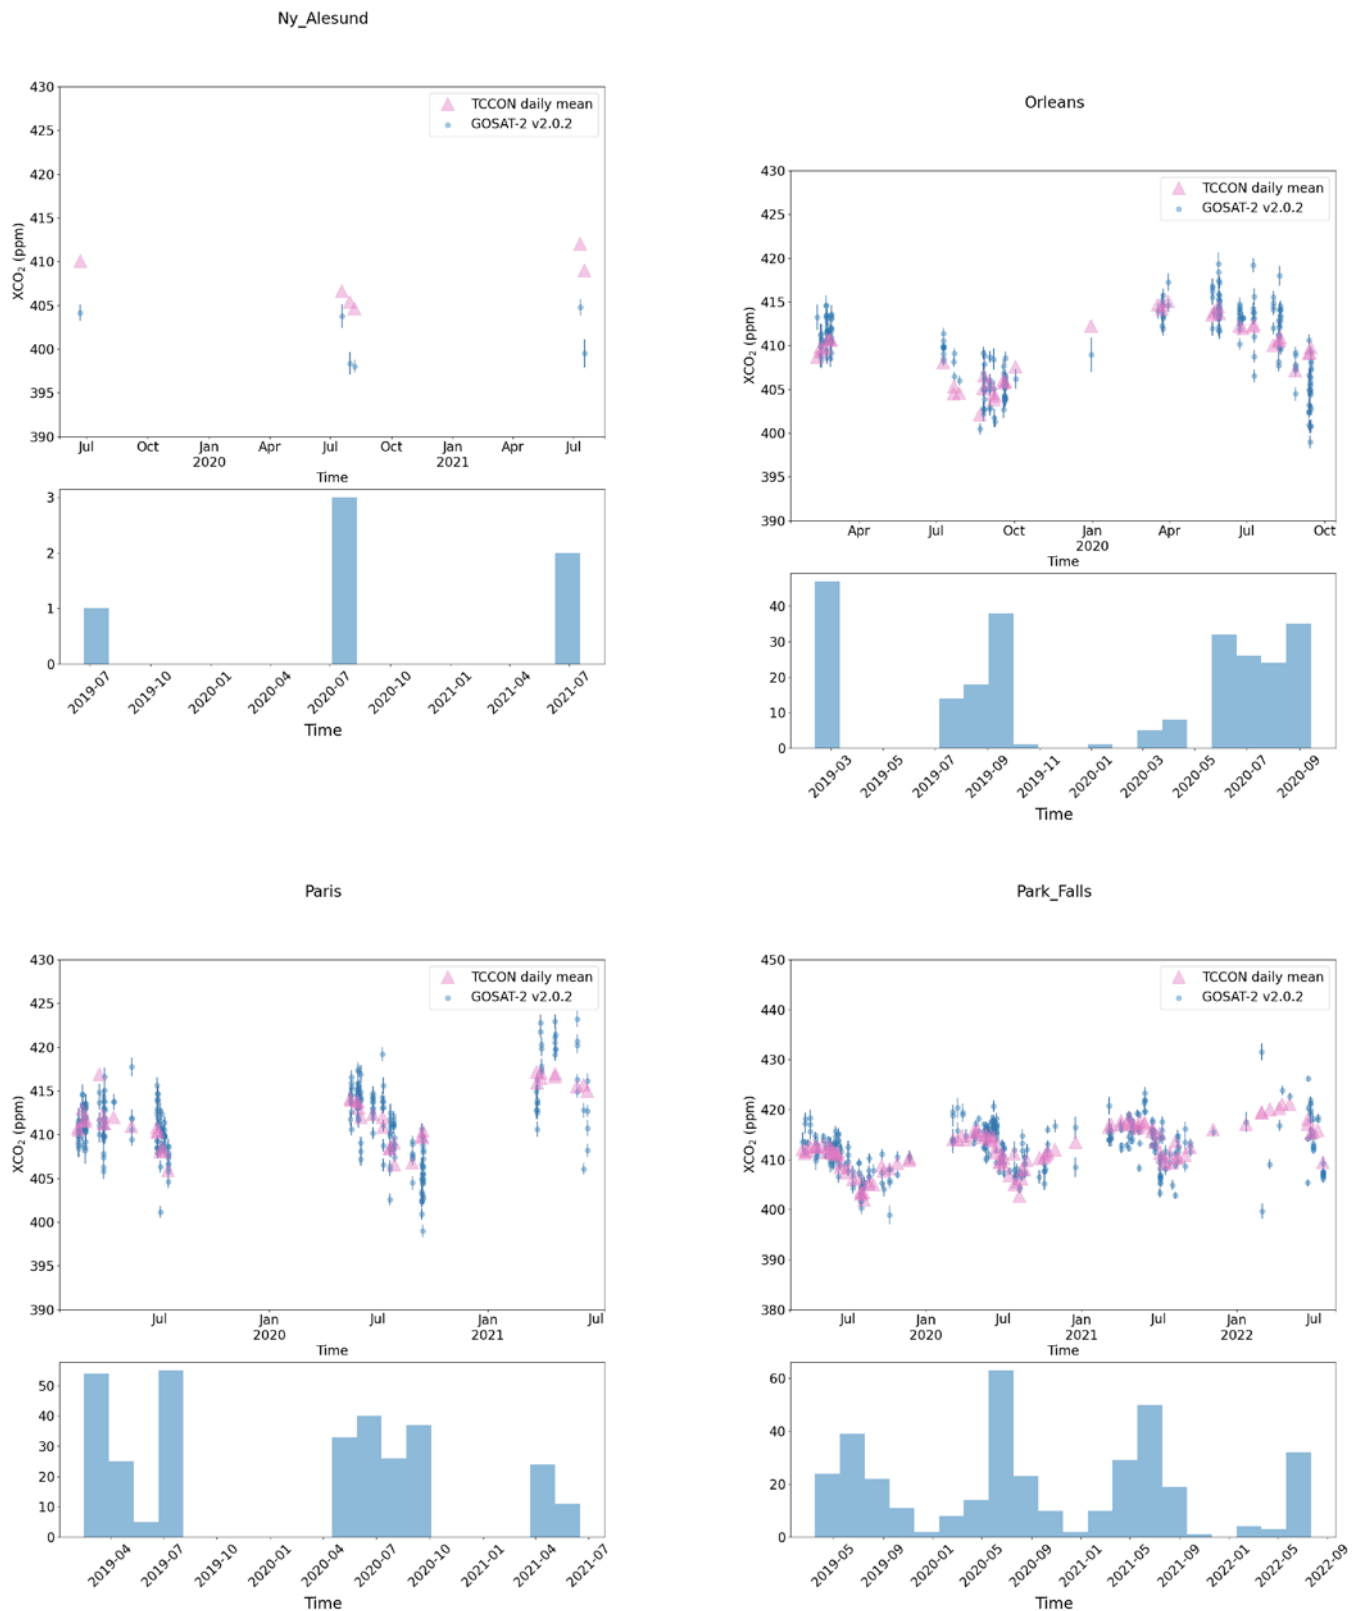 Ny_Alesund
430
425
420
415
410
405
400
395
390
XCO₂ (ppm)
TCCON daily mean
GOSAT-2 v2.0.2
Jul Oct Jan Apr Jul Oct Jan Apr Jul
2020 2021
Time
3
2
1
0
2019-07 2019-10 2020-01 2020-04 2020-07 2020-10 2021-01 2021-04 2021-07
Time
Orleans
430
425
420
415
410
405
400
395
390
XCO₂ (ppm)
TCCON daily mean
GOSAT-2 v2.0.2
Apr Jul Oct Jan Apr Jul Oct
2020
Time
40
30
20
10
0
2019-03 2019-05 2019-07 2019-09 2019-11 2020-01 2020-03 2020-05 2020-07 2020-09
Time
Paris
430
425
420
415
410
405
400
395
390
XCO₂ (ppm)
TCCON daily mean
GOSAT-2 v2.0.2
Jul Jan Jul Jan Jul
2020 2021
Time
50
40
30
20
10
0
2019-04 2019-07 2019-10 2020-01 2020-04 2020-07 2020-10 2021-01 2021-04 2021-07
Time
Park_Falls
450
440
430
420
410
400
390
380
XCO₂ (ppm)
TCCON daily mean
GOSAT-2 v2.0.2
Jul Jan Jul Jan Jul Jan Jul
2020 2021 2022
Time
60
40
20
0
2019-05 2019-09 2020-01 2020-05 2020-09 2021-01 2021-05 2021-09 2022-01 2022-05 2022-09
Time